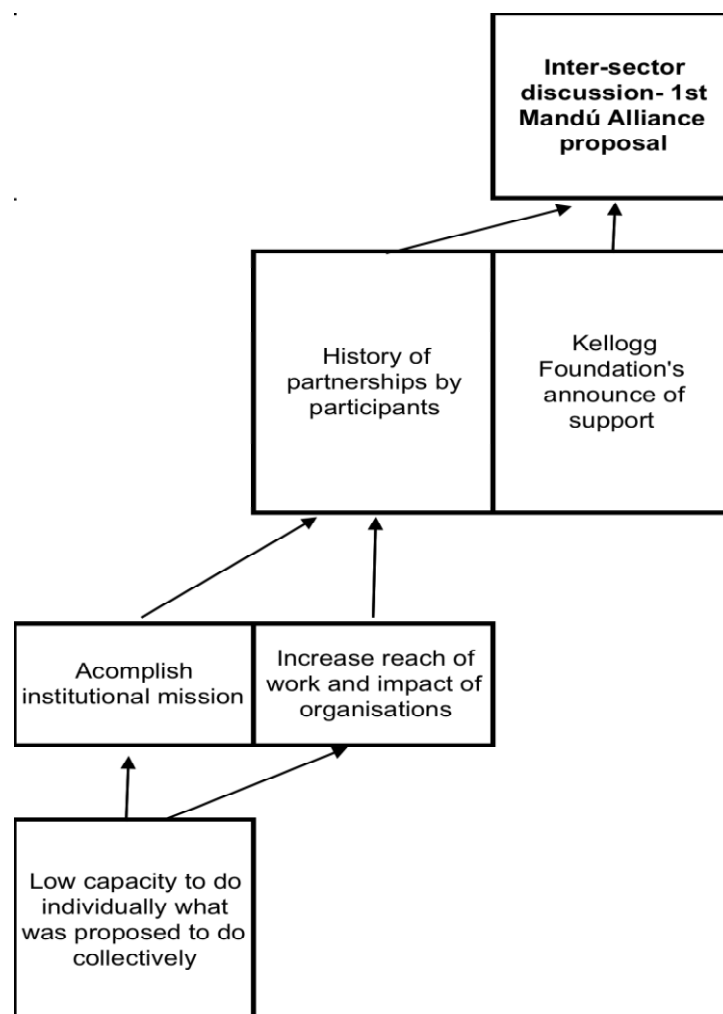 Inter-sector
discussion- 1st
Mandú Alliance
proposal
History of
partnerships by
participants
Kellogg
Foundation's
announce of
support
Acomplish
institutional mission
Increase reach of
work and impact of
organisations
Low capacity to do
individually what
was proposed to do
collectively